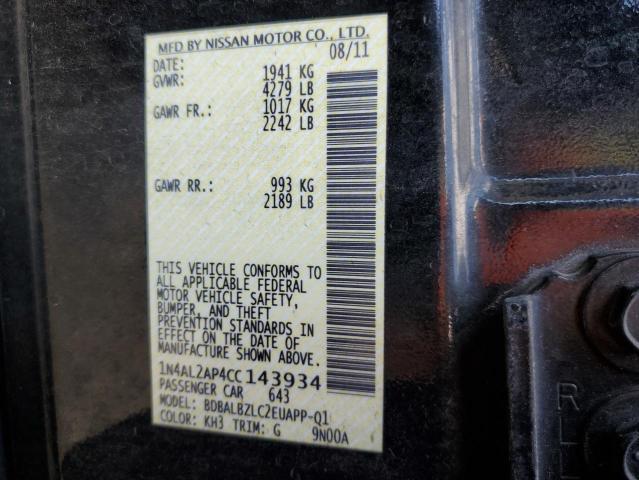 MFD BY NISSAN MOTOR CO., LTD.
DATE: 08/11
GVWR: 1941 KG
4279 LB
GAWR FR.: 1017 KG
2242 LB
GAWR RR.: 993 KG
2189 LB
THIS VEHICLE CONFORMS TO
ALL APPLICABLE FEDERAL
MOTOR VEHICLE SAFETY,
BUMPER, AND THEFT
PREVENTION STANDARDS IN
EFFECT ON THE DATE OF
MANUFACTURE SHOWN ABOVE.
1N4AL2AP4CC143934
PASSENGER CAR 643
MODEL: BDBALBZLC2EUAPP-Q1
COLOR: KH3 TRIM: G 9N00A